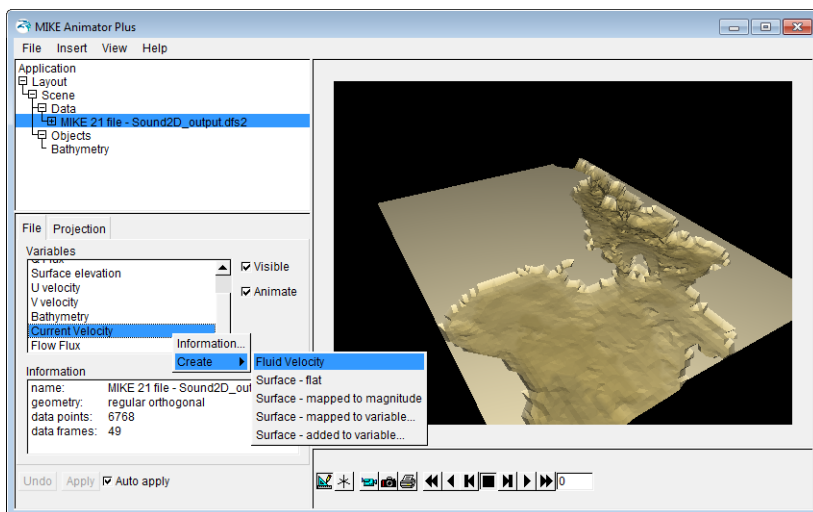 MIKE Animator Plus
File Insert View Help
Application
Layout
Scene
Data
MIKE 21 file - Sound2D_output.dfs2
Objects
Bathymetry
File Projection
Variables
Q Flux
Surface elevation
U velocity
V velocity
Bathymetry
Current Velocity
Flow Flux
Visible
Animate
Information...
Create
Fluid Velocity
Surface - flat
Surface - mapped to magnitude
Surface - mapped to variable...
Surface - added to variable...
Information
name: MIKE 21 file - Sound2D_out
geometry: regular orthogonal
data points: 6768
data frames: 49
Undo Apply Auto apply
0